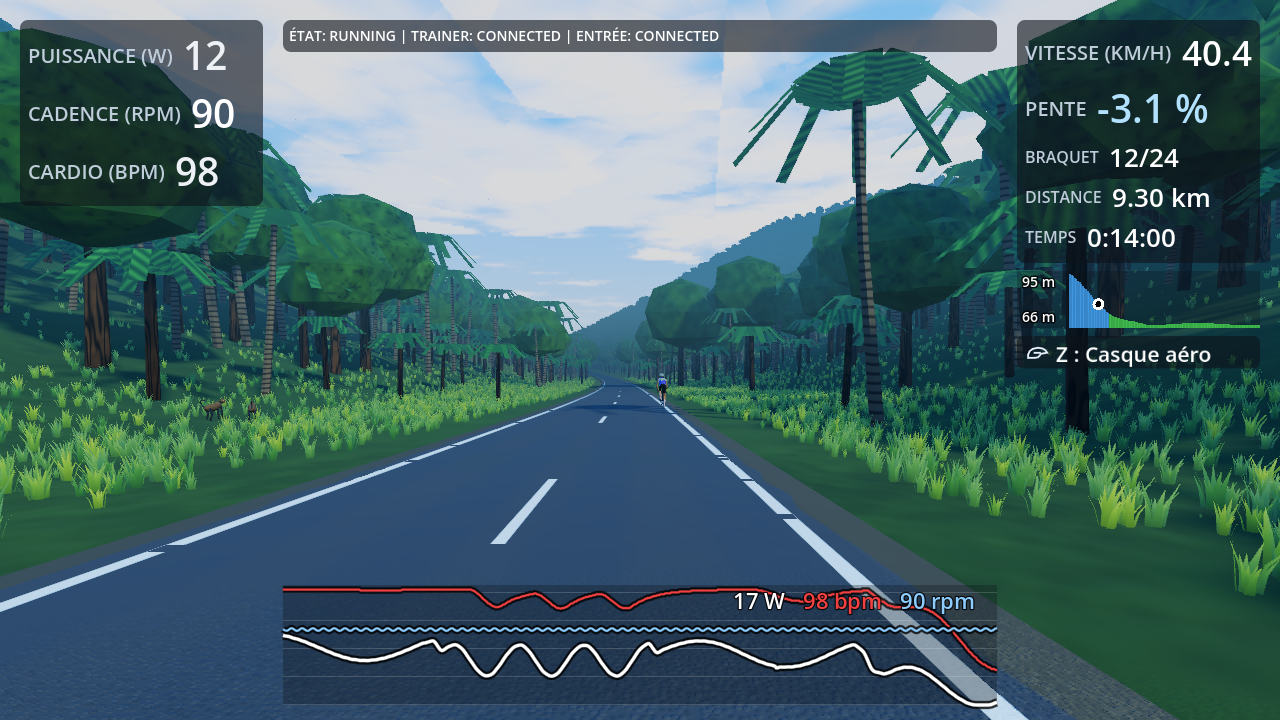 PUISSANCE (W) 12
CADENCE (RPM) 90
CARDIO (BPM) 98
ÉTAT: RUNNING | TRAINER: CONNECTED | ENTRÉE: CONNECTED
VITESSE (KM/H) 40.4
PENTE -3.1 %
BRAQUET 12/24
DISTANCE 9.30 km
TEMPS 0:14:00
95 m
66 m
Z : Casque aéro
17 W 98 bpm 90 rpm